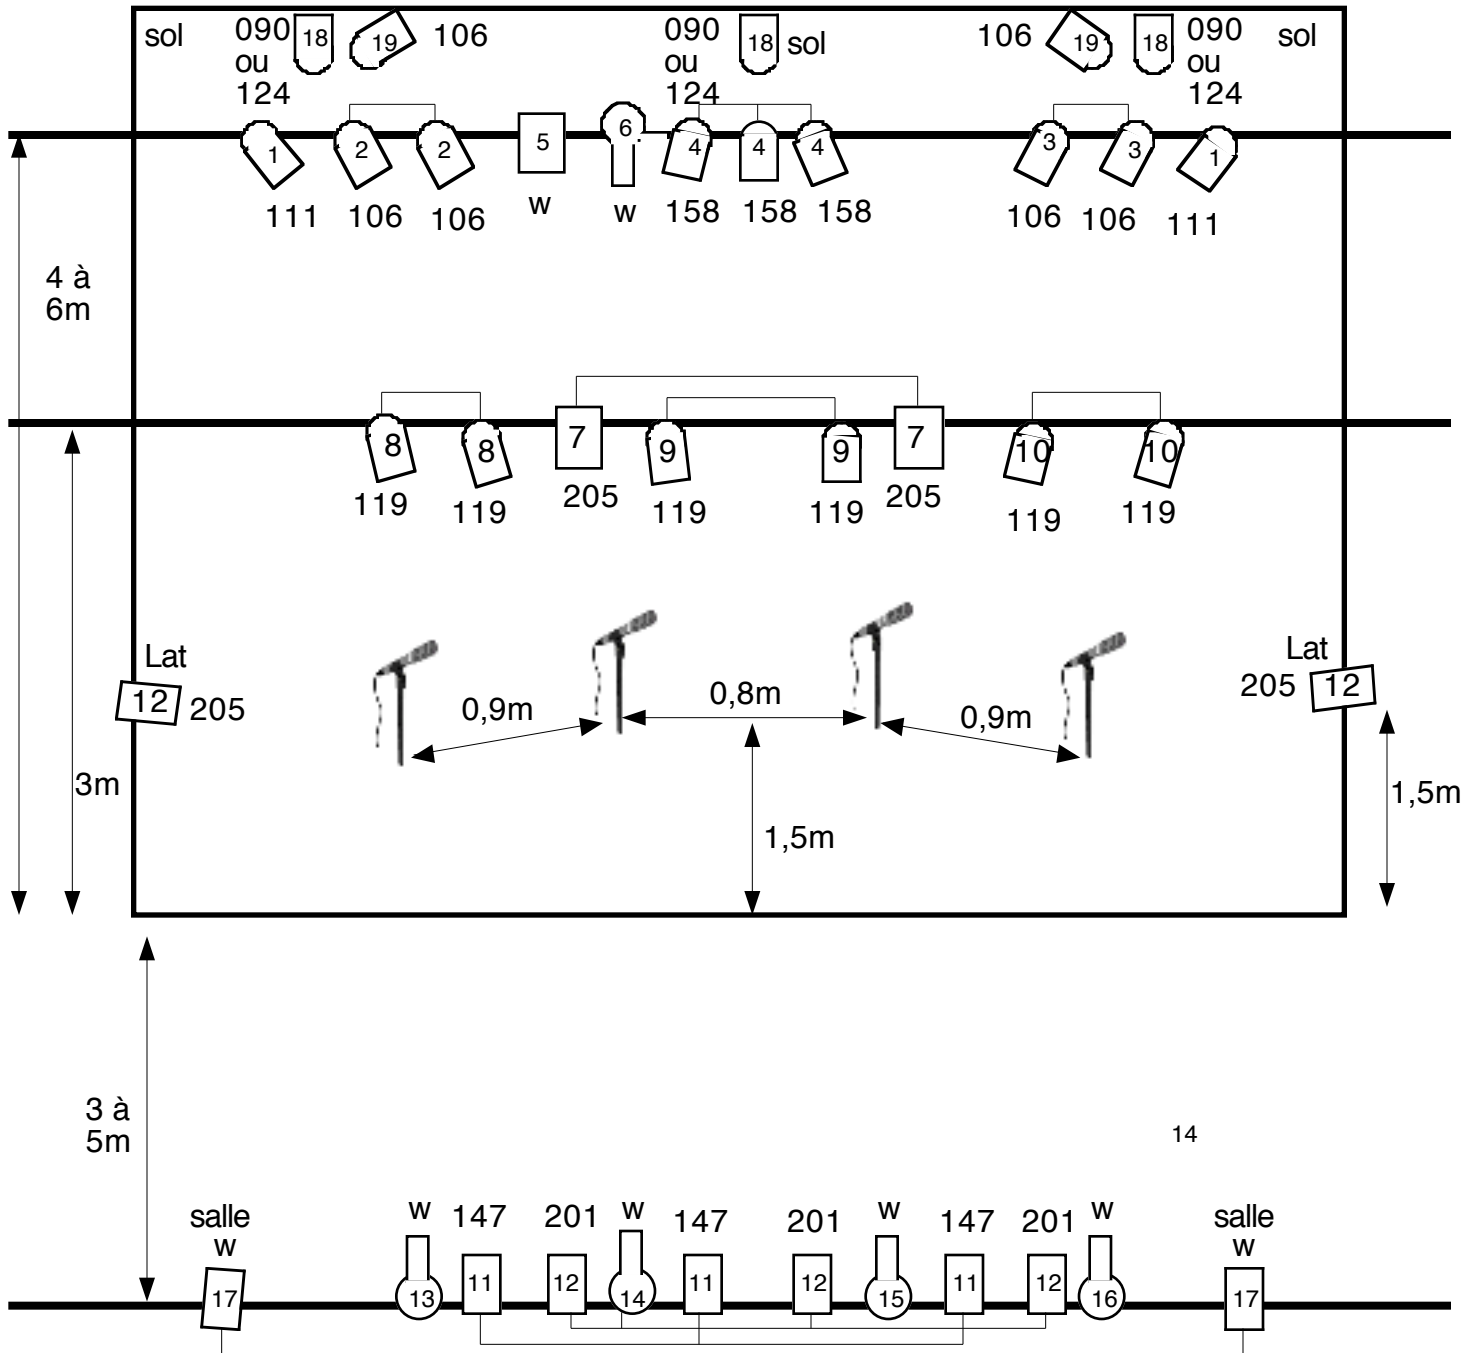 sol 090 18 19 106 090 18 sol 106 19 18 090 sol
ou ou ou
124 124 124
1 2 2 5 6 4 4 4 3 3 1
111 106 106 w w 158 158 158 106 106 111
4 à
6m
8 8 7 9 9 7 10 10
119 119 205 119 119 205 119 119
Lat Lat
12 205 205 12
0,9m 0,8m 0,9m
3m 1,5m 1,5m
3 à
5m
14
salle w 147 201 w 147 201 w 147 201 w salle
w w
17 13 11 12 14 11 12 15 11 12 16 17